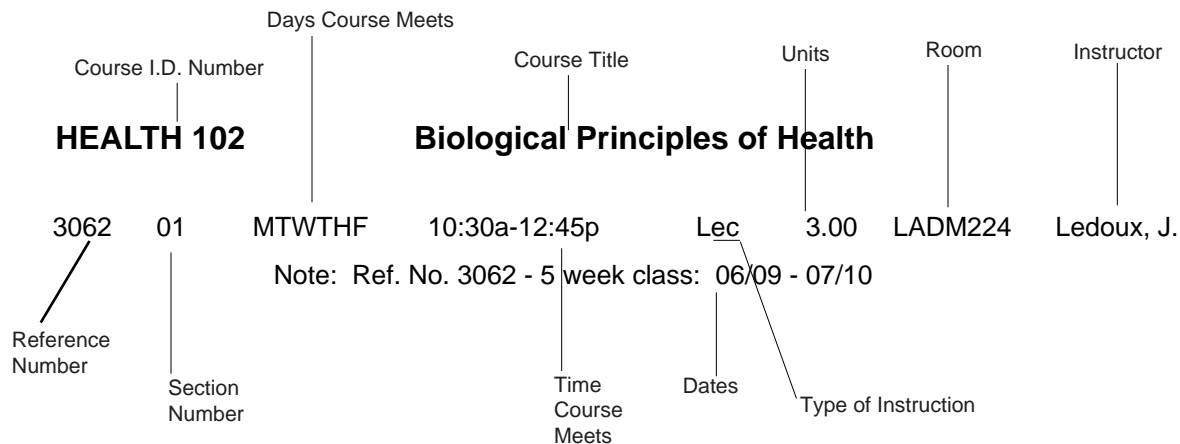 Days Course Meets
Course I.D. Number
Course Title
Units
Room
Instructor
HEALTH 102 Biological Principles of Health
3062 01 MTWTHF 10:30a-12:45p Lec 3.00 LADM224 Ledoux, J.
Note: Ref. No. 3062 - 5 week class: 06/09 - 07/10
Reference
Number
Section
Number
Time
Course
Meets
Dates
Type of Instruction